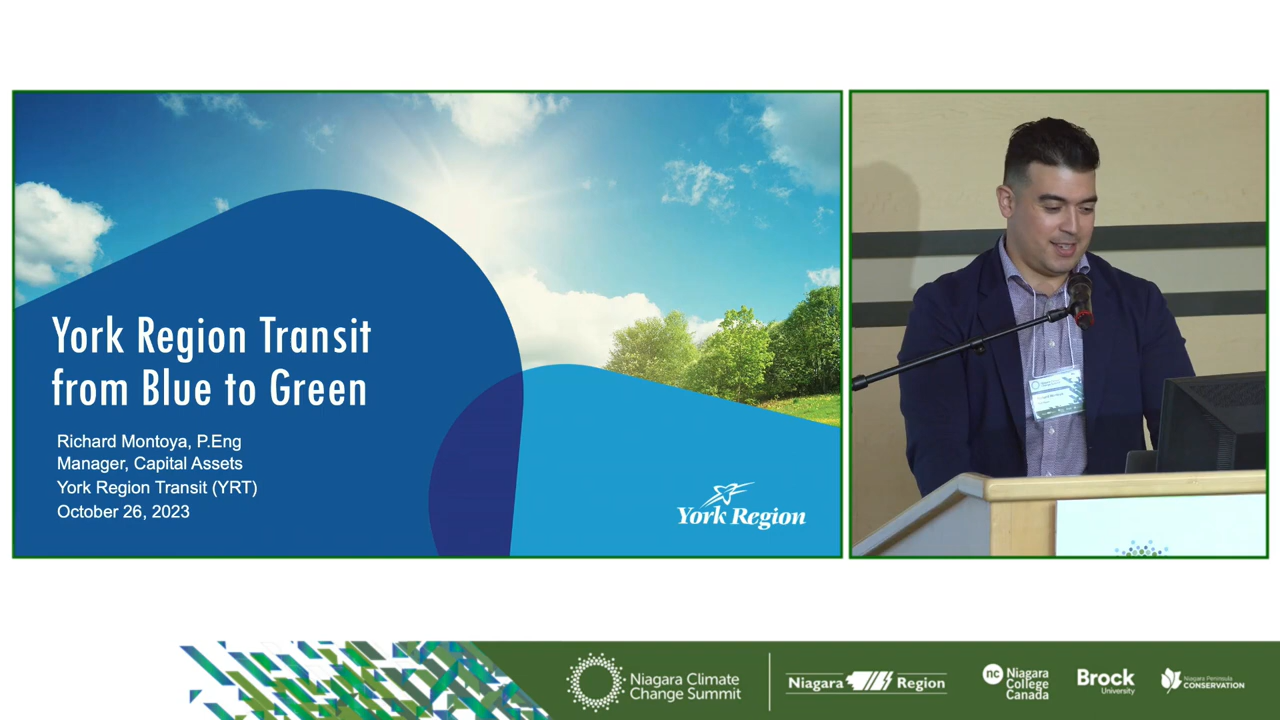 York Region Transit
from Blue to Green
Richard Montoya, P.Eng
Manager, Capital Assets
York Region Transit (YRT)
October 26, 2023
York Region
Niagara Climate
Change Summit
Niagara Region
nc
Niagara
College
Canada
Brock
University
Niagara Peninsula
CONSERVATION